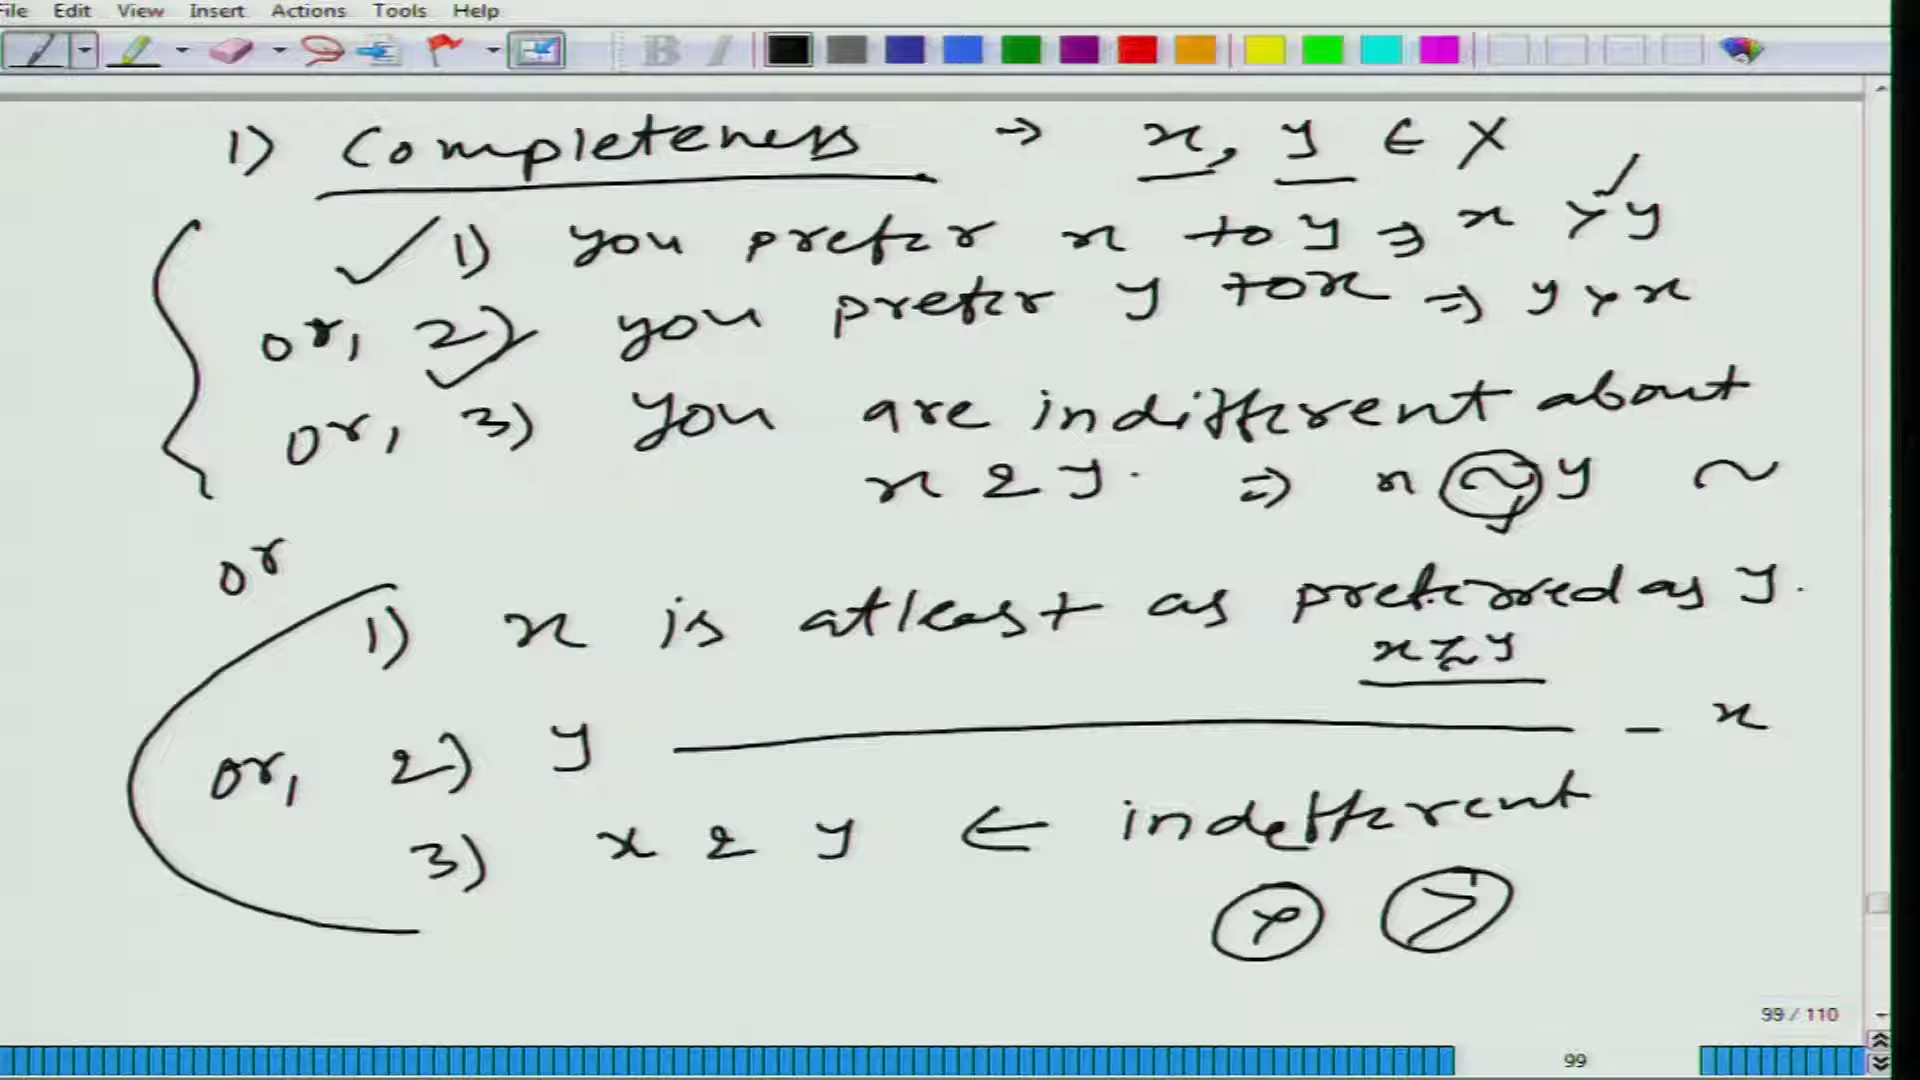 File Edit View Insert Actions Tools Help
B I
1) Completeness → x, y ∈ X
1) you prefer x to y ⇒ x ≻ y
or, 2) you prefer y to x ⇒ y ≻ x
or, 3) you are indifferent about
x & y. ⇒ x ~ y ~
or
1) x is atleast as preferred as y.
x ≿ y
or, 2) y ———— - x
3) x & y ← indefferent
≻ >
99 / 110
99